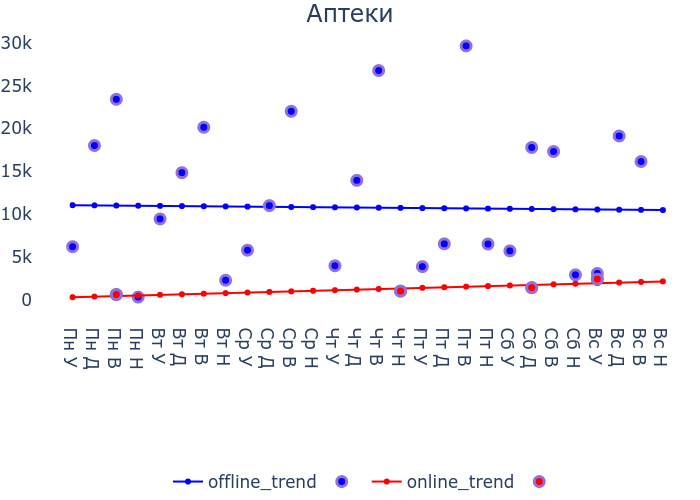 Аптеки
30k
25k
20k
15k
10k
5k
0
Пн У
Пн Д
Пн В
Пн Н
Вт У
Вт Д
Вт В
Вт Н
Ср У
Ср Д
Ср В
Ср Н
Чт У
Чт Д
Чт В
Чт Н
Пт У
Пт Д
Пт В
Пт Н
Сб У
Сб Д
Сб В
Сб Н
Вс У
Вс Д
Вс В
Вс Н
offline_trend online_trend